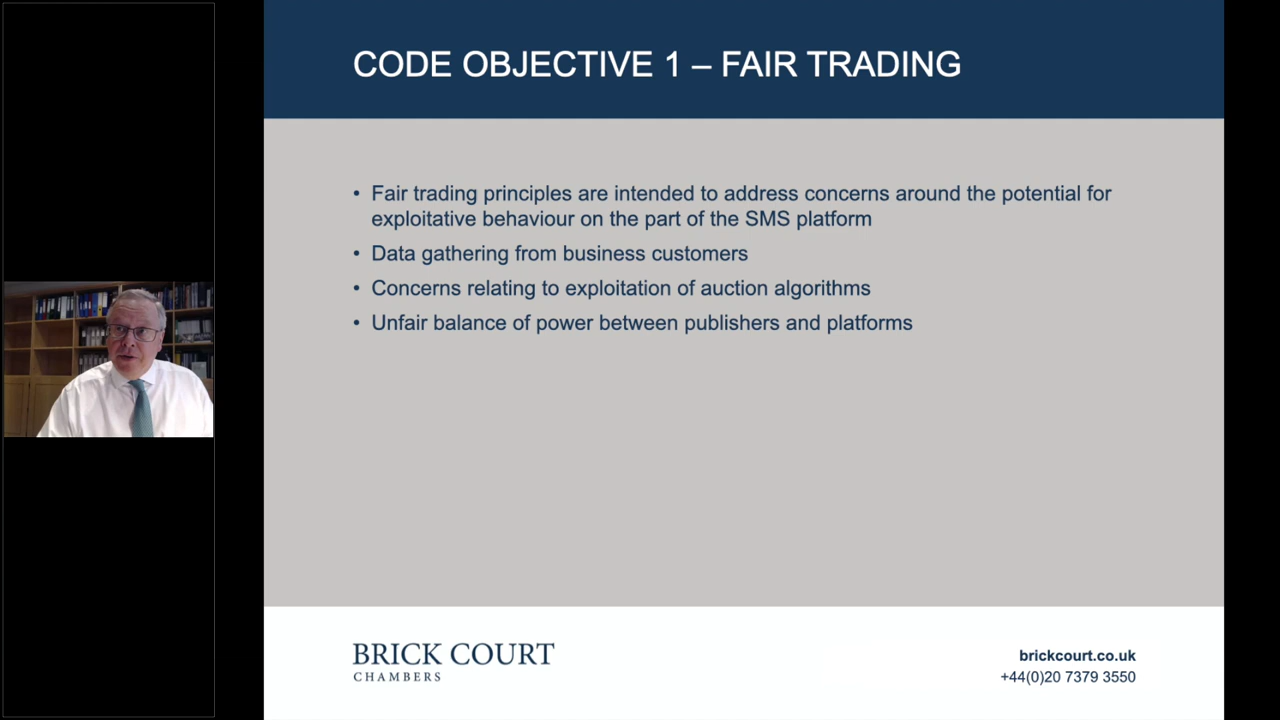 CODE OBJECTIVE 1 – FAIR TRADING
• Fair trading principles are intended to address concerns around the potential for
exploitative behaviour on the part of the SMS platform
• Data gathering from business customers
• Concerns relating to exploitation of auction algorithms
• Unfair balance of power between publishers and platforms
BRICK COURT
CHAMBERS
brickcourt.co.uk
+44(0)20 7379 3550